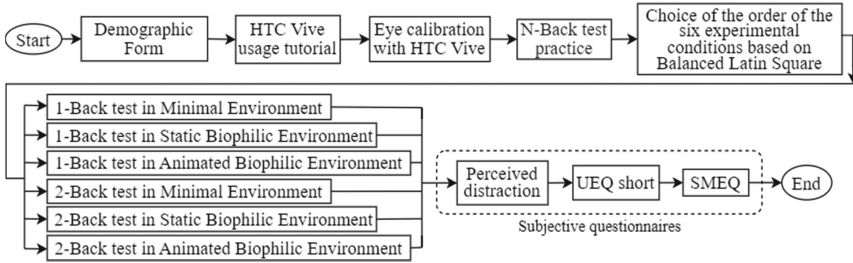 Start
Demographic
Form
HTC Vive
usage tutorial
Eye calibration
with HTC Vive
N-Back test
practice
Choice of the order of the
six experimental
conditions based on
Balanced Latin Square
1-Back test in Minimal Environment
1-Back test in Static Biophilic Environment
1-Back test in Animated Biophilic Environment
2-Back test in Minimal Environment
2-Back test in Static Biophilic Environment
2-Back test in Animated Biophilic Environment
Perceived
distraction
UEQ short
SMEQ
End
Subjective questionnaires